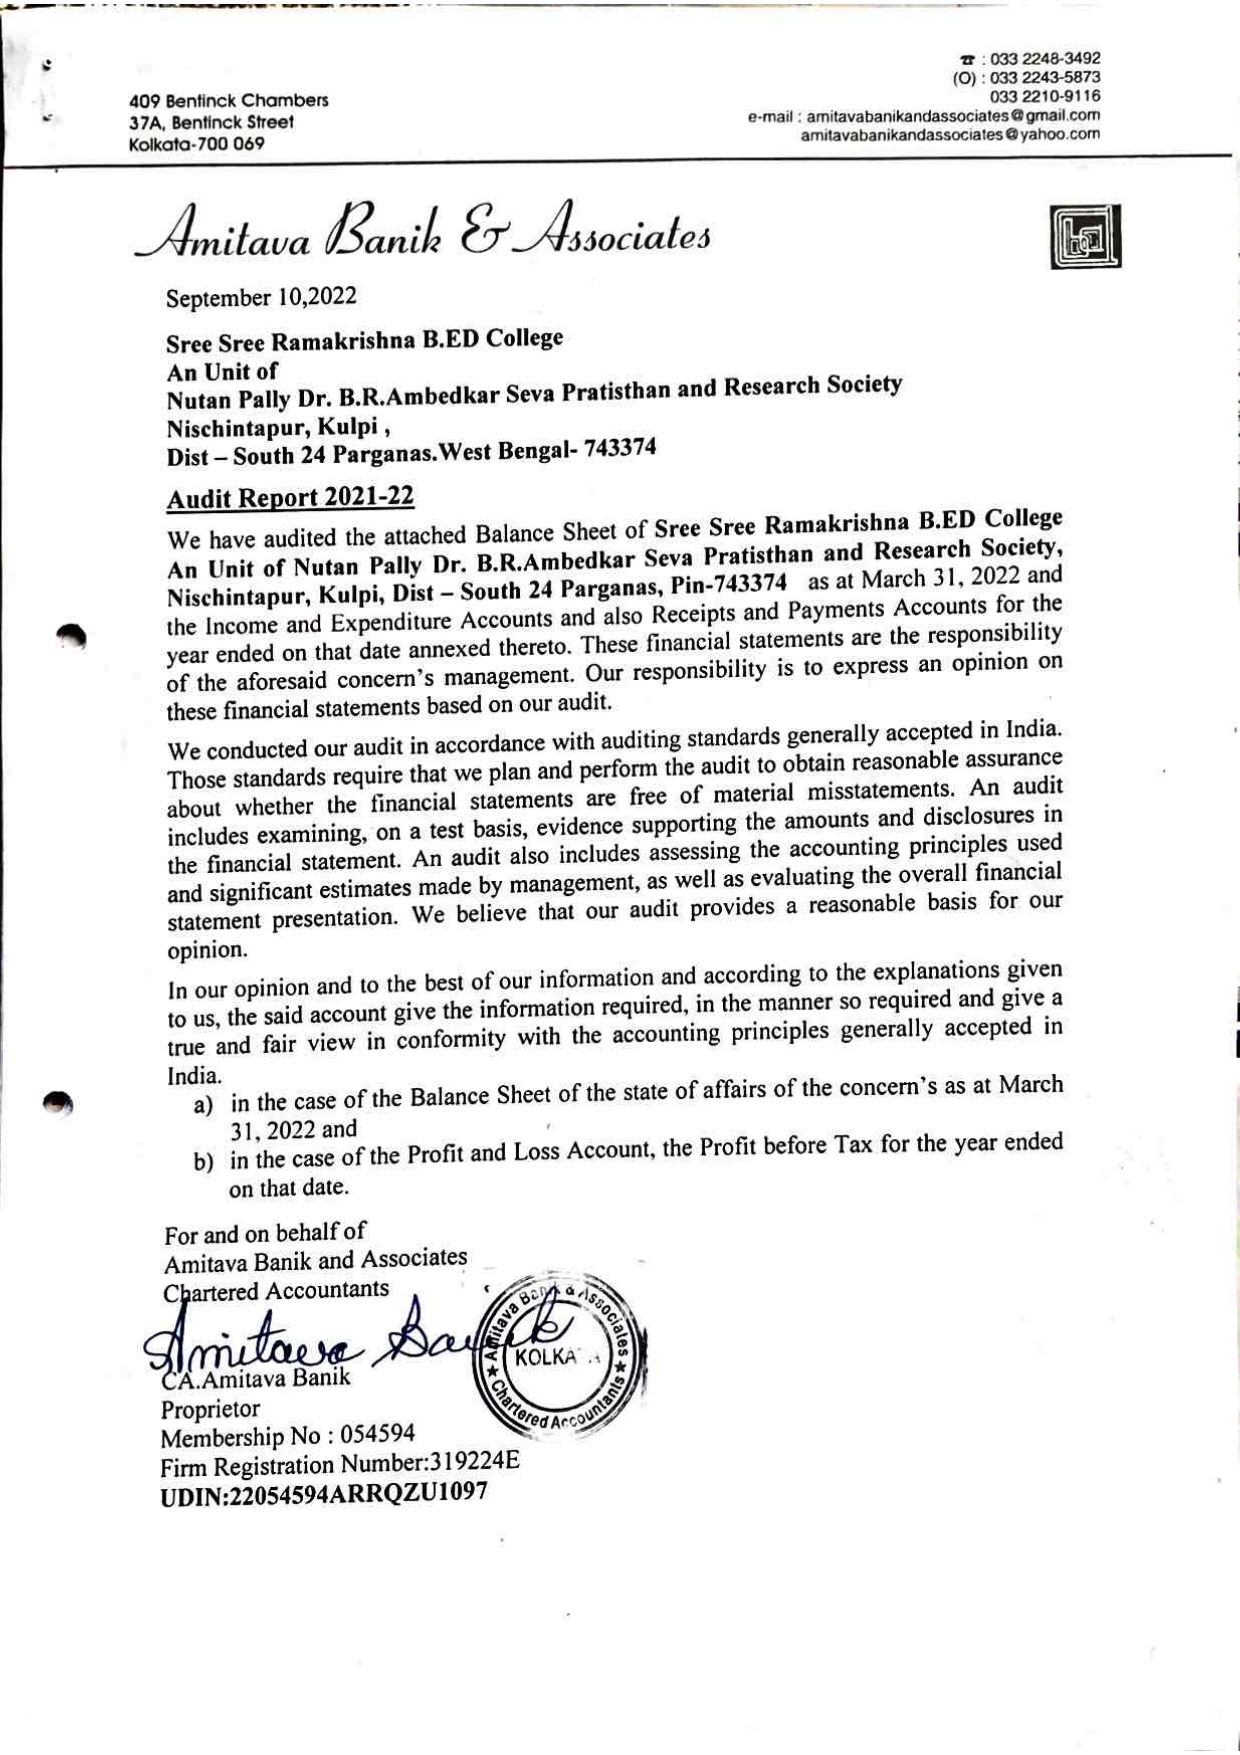 409 Bentinck Chambers
37A, Bentinck Street
Kolkata-700 069
☎ : 033 2248-3492
(O) : 033 2243-5873
033 2210-9116
e-mail : amitavabanikandassociates@gmail.com
amitavabanikandassociates@yahoo.com
Amitava Banik & Associates
September 10,2022
Sree Sree Ramakrishna B.ED College
An Unit of
Nutan Pally Dr. B.R.Ambedkar Seva Pratisthan and Research Society
Nischintapur, Kulpi ,
Dist – South 24 Parganas.West Bengal- 743374
Audit Report 2021-22
We have audited the attached Balance Sheet of Sree Sree Ramakrishna B.ED College
An Unit of Nutan Pally Dr. B.R.Ambedkar Seva Pratisthan and Research Society,
Nischintapur, Kulpi, Dist – South 24 Parganas, Pin-743374 as at March 31, 2022 and
the Income and Expenditure Accounts and also Receipts and Payments Accounts for the
year ended on that date annexed thereto. These financial statements are the responsibility
of the aforesaid concern's management. Our responsibility is to express an opinion on
these financial statements based on our audit.
We conducted our audit in accordance with auditing standards generally accepted in India.
Those standards require that we plan and perform the audit to obtain reasonable assurance
about whether the financial statements are free of material misstatements. An audit
includes examining, on a test basis, evidence supporting the amounts and disclosures in
the financial statement. An audit also includes assessing the accounting principles used
and significant estimates made by management, as well as evaluating the overall financial
statement presentation. We believe that our audit provides a reasonable basis for our
opinion.
In our opinion and to the best of our information and according to the explanations given
to us, the said account give the information required, in the manner so required and give a
true and fair view in conformity with the accounting principles generally accepted in
India.
a) in the case of the Balance Sheet of the state of affairs of the concern's as at March
31, 2022 and
b) in the case of the Profit and Loss Account, the Profit before Tax for the year ended
on that date.
For and on behalf of
Amitava Banik and Associates
Chartered Accountants
Amitava Banik
Amitava Banik & Associates
★ Chartered Accountants ★
CA.Amitava Banik
Proprietor
Membership No : 054594
Firm Registration Number:319224E
UDIN:22054594ARRQZU1097